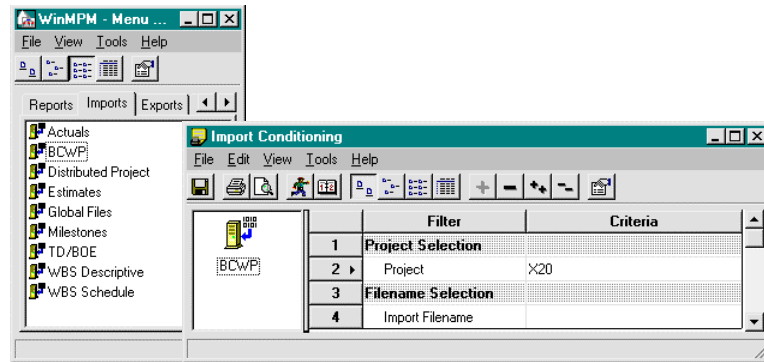 WinMPM - Menu ...
File View Tools Help
Reports Imports Exports
Actuals
BCWP
Distributed Project
Estimates
Global Files
Milestones
TD/BOE
WBS Descriptive
WBS Schedule
Import Conditioning
File Edit View Tools Help
BCWP
Filter Criteria
1 Project Selection
2 Project X20
3 Filename Selection
4 Import Filename